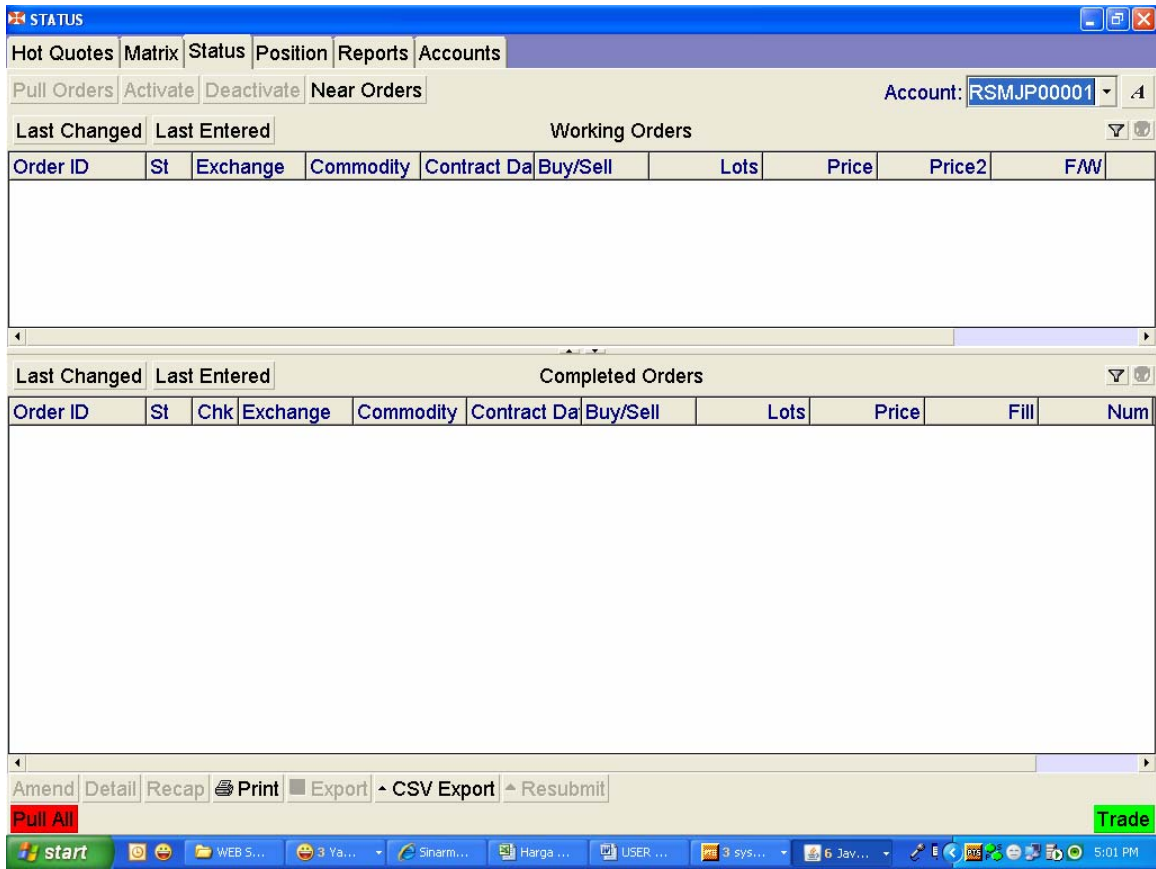 STATUS
Hot Quotes Matrix Status Position Reports Accounts
Pull Orders Activate Deactivate Near Orders Account: RSMJP00001 A
Last Changed Last Entered Working Orders
Order ID St Exchange Commodity Contract Da Buy/Sell Lots Price Price2 F/W
Last Changed Last Entered Completed Orders
Order ID St Chk Exchange Commodity Contract Da Buy/Sell Lots Price Fill Num
Amend Detail Recap Print Export CSV Export Resubmit
Pull All Trade
start WEB S... 3 Ya... Sinarm... Harga ... USER ... 3 sys... 6 Jav... RTS 5:01 PM